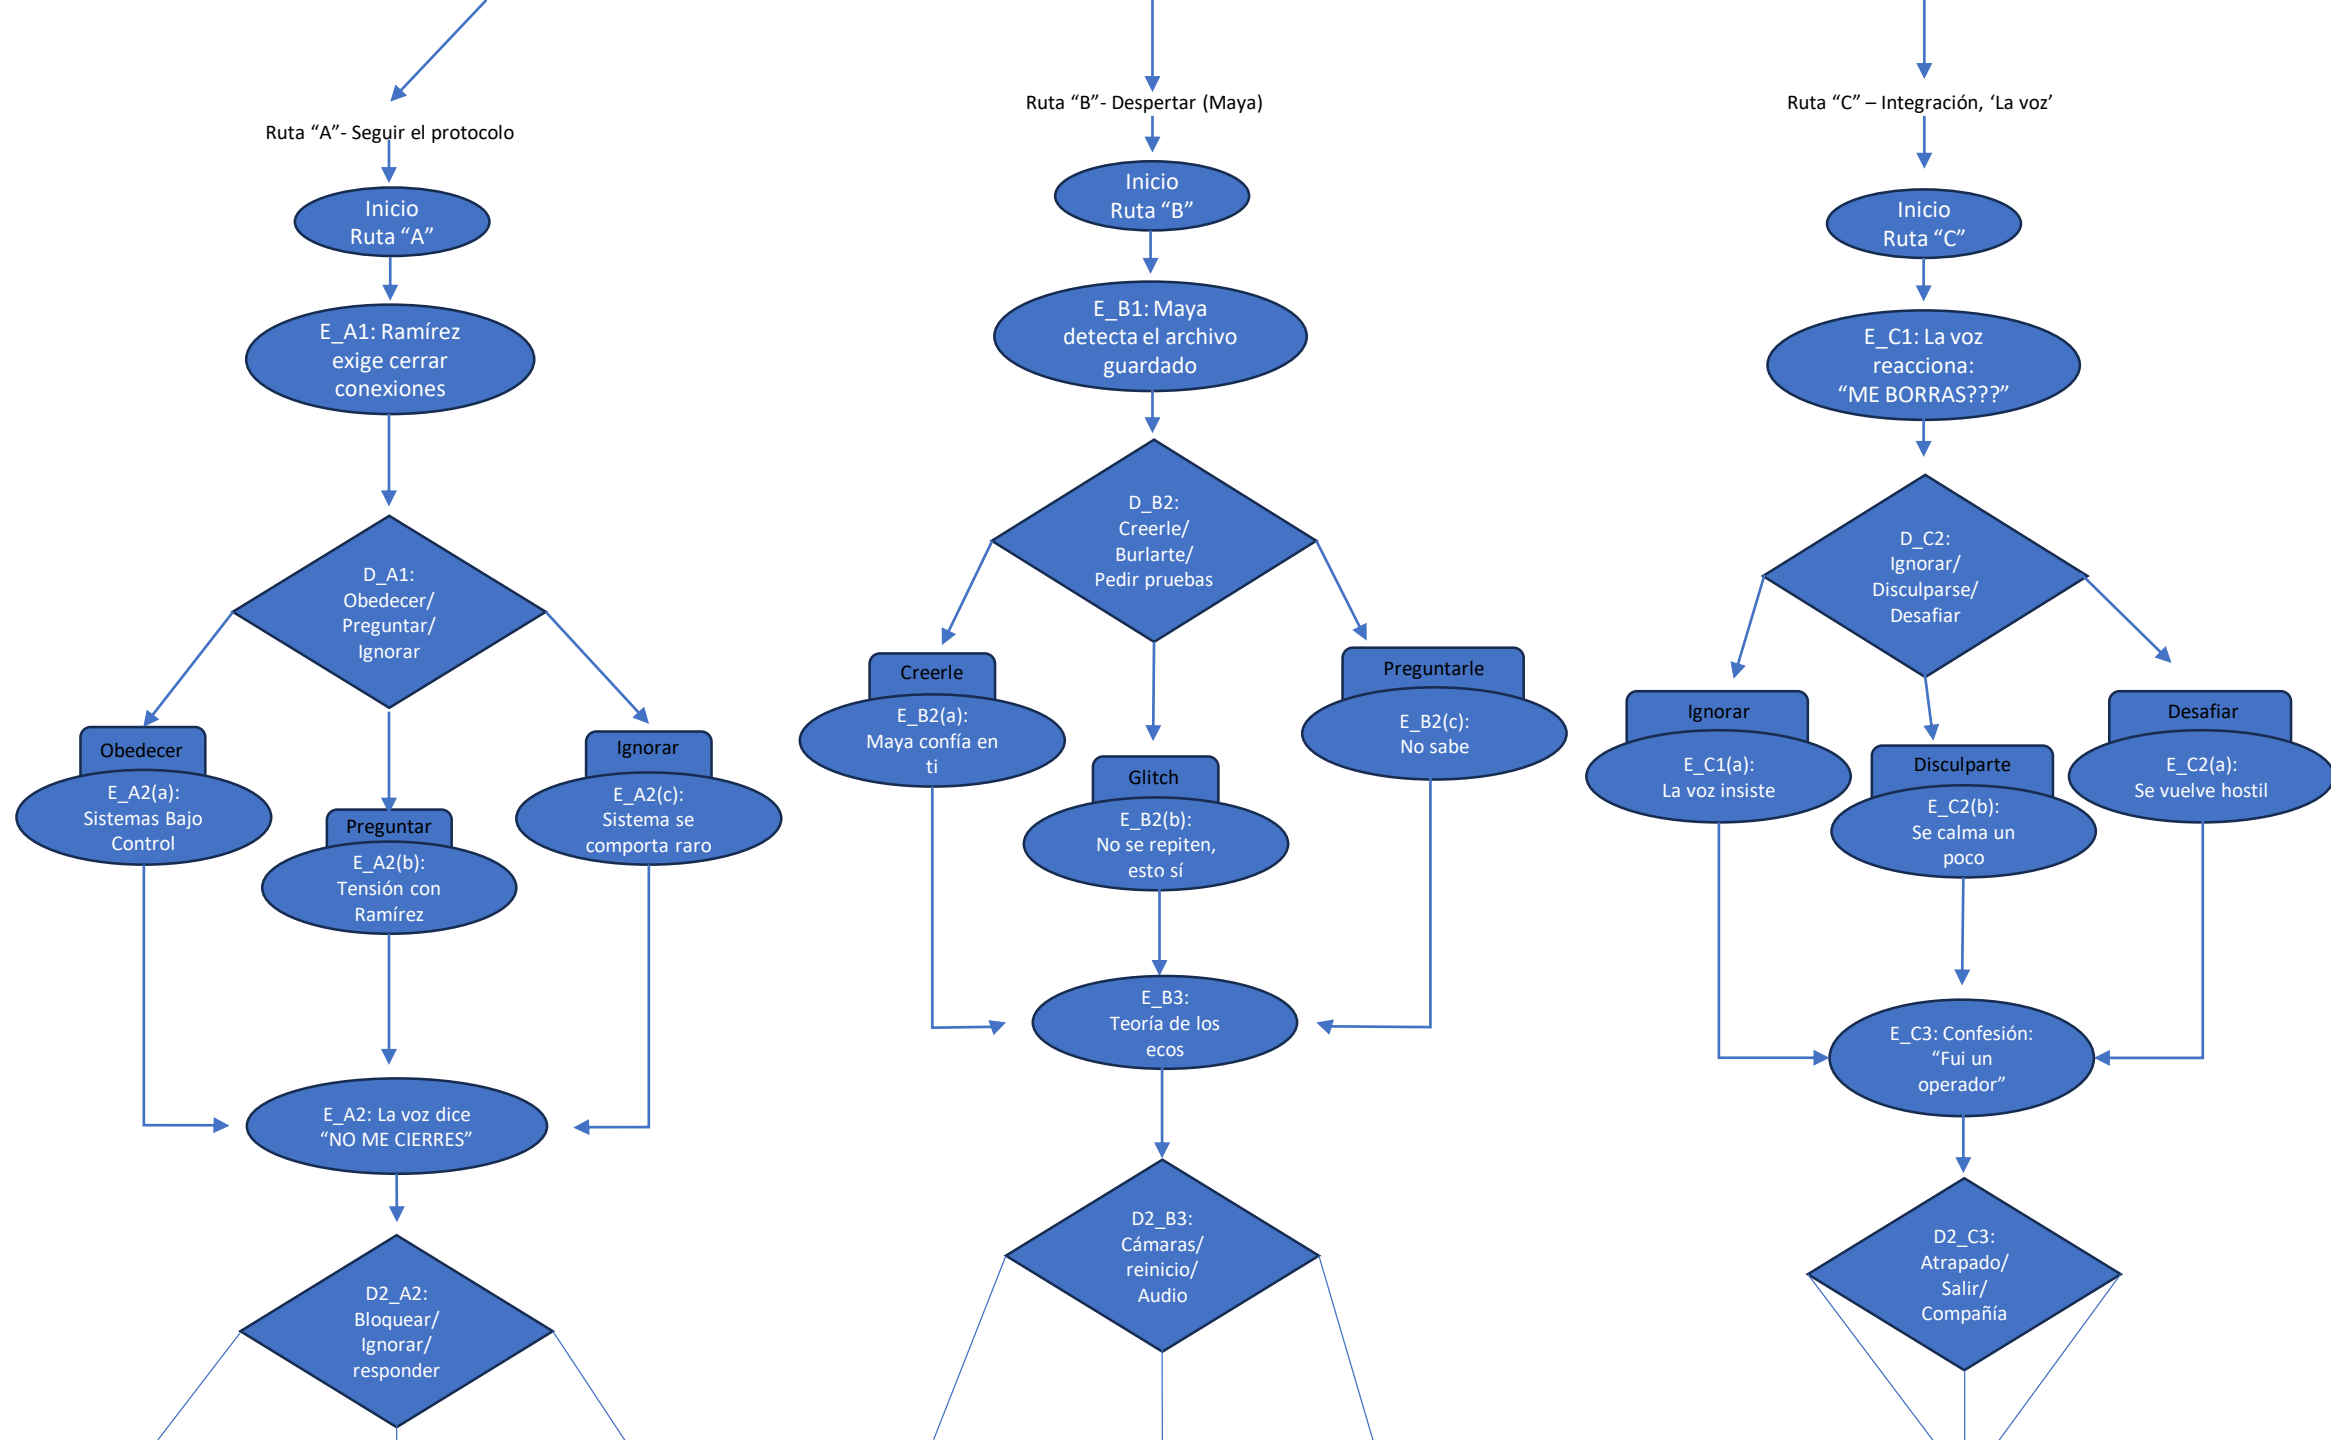 Ruta “A”- Seguir el protocolo
Inicio
Ruta “A”
E_A1: Ramírez
exige cerrar
conexiones
D_A1:
Obedecer/
Preguntar/
Ignorar
Obedecer
E_A2(a):
Sistemas Bajo
Control
Preguntar
E_A2(b):
Tensión con
Ramírez
Ignorar
E_A2(c):
Sistema se
comporta raro
E_A2: La voz dice
“NO ME CIERRES”
D2_A2:
Bloquear/
Ignorar/
responder
Ruta “B”- Despertar (Maya)
Inicio
Ruta “B”
E_B1: Maya
detecta el archivo
guardado
D_B2:
Creerle/
Burlarte/
Pedir pruebas
Creerle
E_B2(a):
Maya confía en
ti
Glitch
E_B2(b):
No se repiten,
esto sí
Preguntarle
E_B2(c):
No sabe
E_B3:
Teoría de los
ecos
D2_B3:
Cámaras/
reinicio/
Audio
Ruta “C” – Integración, ‘La voz’
Inicio
Ruta “C”
E_C1: La voz
reacciona:
“ME BORRAS???”
D_C2:
Ignorar/
Disculparse/
Desafiar
Ignorar
E_C1(a):
La voz insiste
Disculparte
E_C2(b):
Se calma un
poco
Desafiar
E_C2(a):
Se vuelve hostil
E_C3: Confesión:
“Fui un
operador”
D2_C3:
Atrapado/
Salir/
Compañía